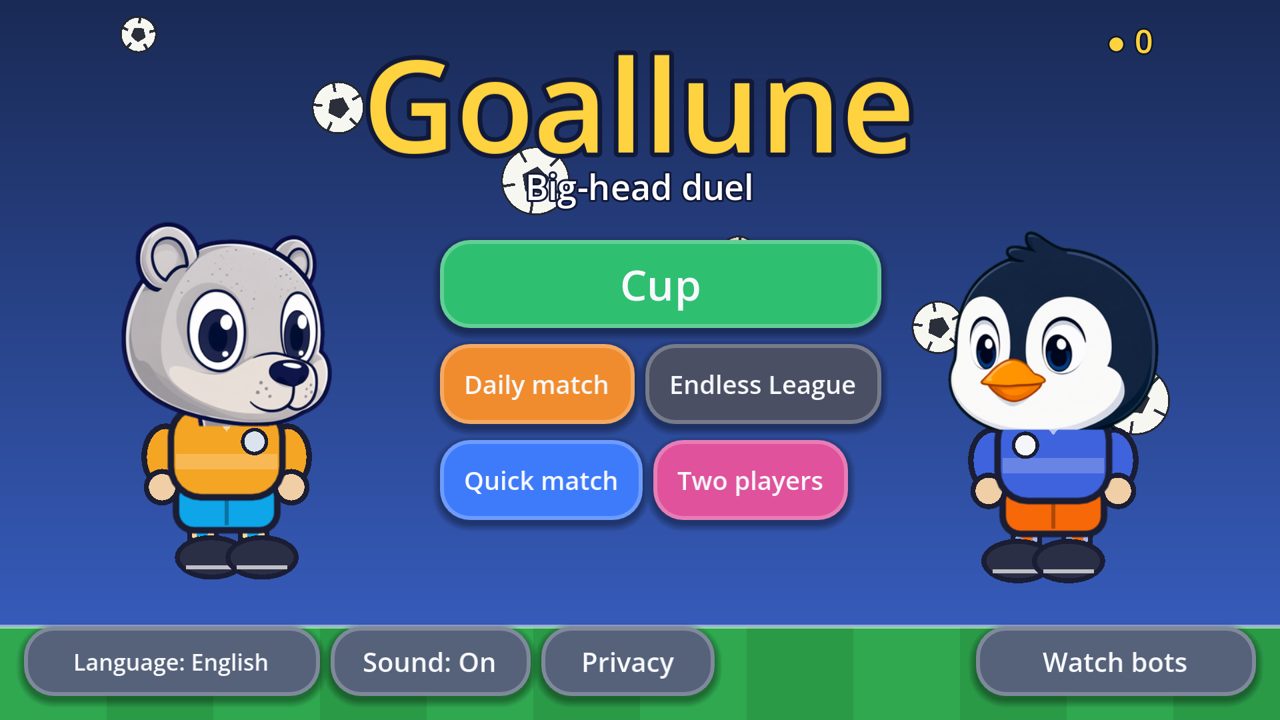 0
Goallune
Big-head duel
Cup
Daily match
Endless League
Quick match
Two players
Language: English
Sound: On
Privacy
Watch bots